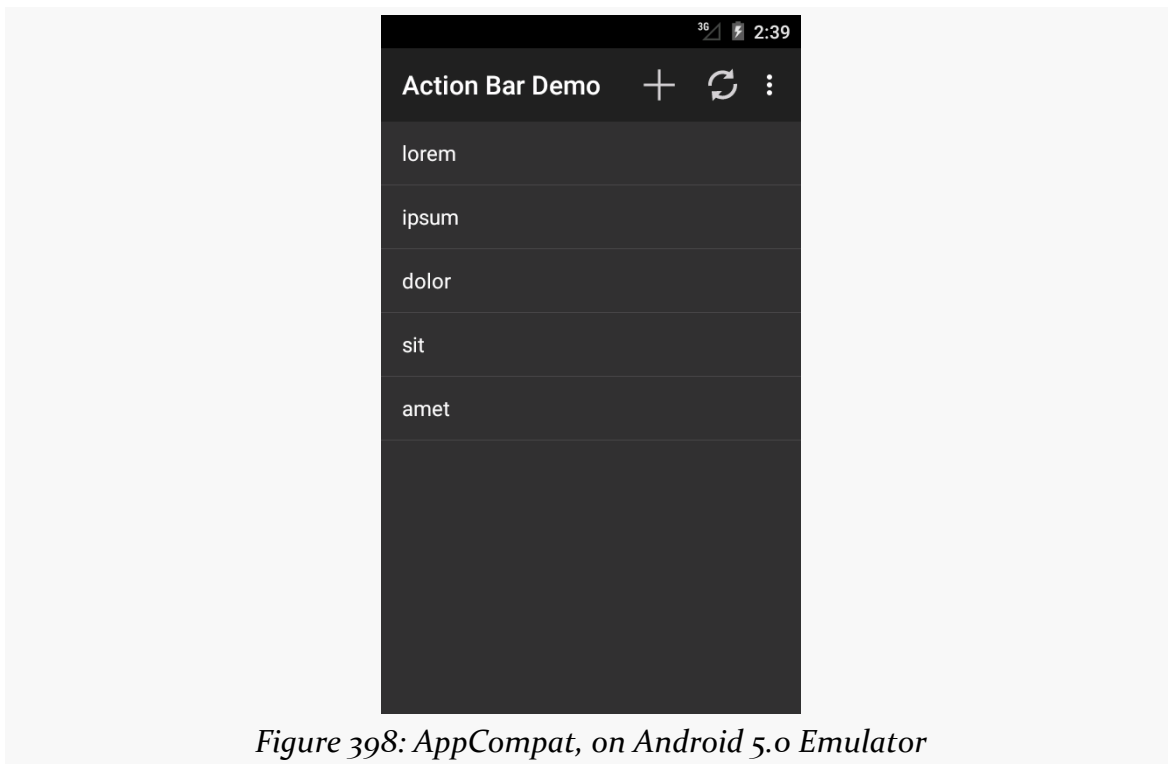 3G 2:39
Action Bar Demo
lorem
ipsum
dolor
sit
amet
Figure 398: AppCompat, on Android 5.0 Emulator